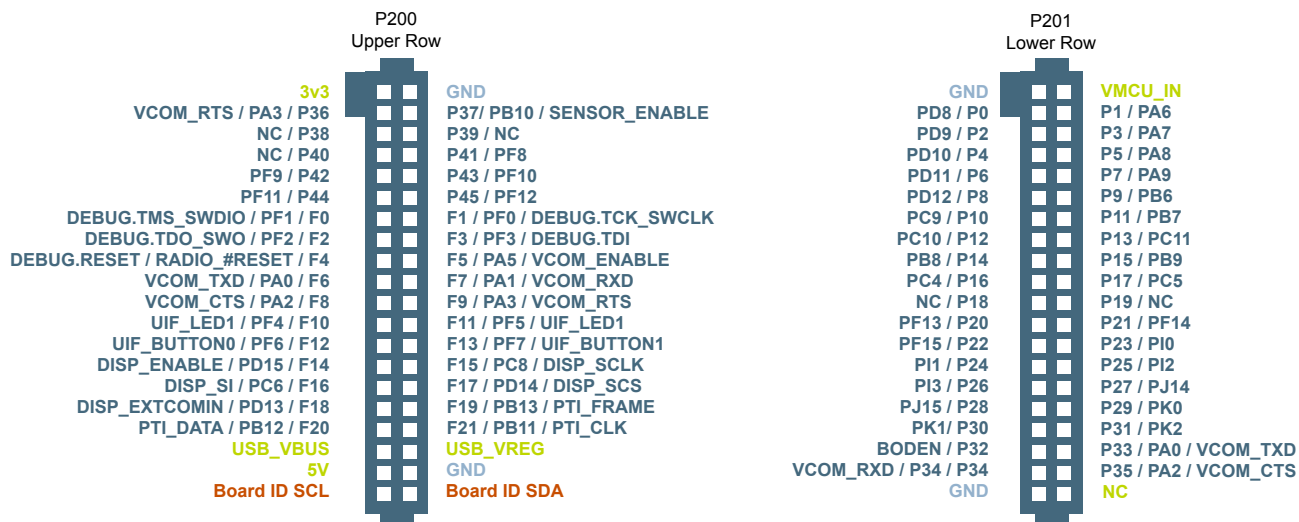 P200
Upper Row
3v3 GND
VCOM_RTS / PA3 / P36 P37/ PB10 / SENSOR_ENABLE
NC / P38 P39 / NC
NC / P40 P41 / PF8
PF9 / P42 P43 / PF10
PF11 / P44 P45 / PF12
DEBUG.TMS_SWDIO / PF1 / F0 F1 / PF0 / DEBUG.TCK_SWCLK
DEBUG.TDO_SWO / PF2 / F2 F3 / PF3 / DEBUG.TDI
DEBUG.RESET / RADIO_#RESET / F4 F5 / PA5 / VCOM_ENABLE
VCOM_TXD / PA0 / F6 F7 / PA1 / VCOM_RXD
VCOM_CTS / PA2 / F8 F9 / PA3 / VCOM_RTS
UIF_LED1 / PF4 / F10 F11 / PF5 / UIF_LED1
UIF_BUTTON0 / PF6 / F12 F13 / PF7 / UIF_BUTTON1
DISP_ENABLE / PD15 / F14 F15 / PC8 / DISP_SCLK
DISP_SI / PC6 / F16 F17 / PD14 / DISP_SCS
DISP_EXTCOMIN / PD13 / F18 F19 / PB13 / PTI_FRAME
PTI_DATA / PB12 / F20 F21 / PB11 / PTI_CLK
USB_VBUS USB_VREG
5V GND
Board ID SCL Board ID SDA
P201
Lower Row
GND VMCU_IN
PD8 / P0 P1 / PA6
PD9 / P2 P3 / PA7
PD10 / P4 P5 / PA8
PD11 / P6 P7 / PA9
PD12 / P8 P9 / PB6
PC9 / P10 P11 / PB7
PC10 / P12 P13 / PC11
PB8 / P14 P15 / PB9
PC4 / P16 P17 / PC5
NC / P18 P19 / NC
PF13 / P20 P21 / PF14
PF15 / P22 P23 / PI0
PI1 / P24 P25 / PI2
PI3 / P26 P27 / PJ14
PJ15 / P28 P29 / PK0
PK1/ P30 P31 / PK2
BODEN / P32 P33 / PA0 / VCOM_TXD
VCOM_RXD / P34 / P34 P35 / PA2 / VCOM_CTS
GND NC